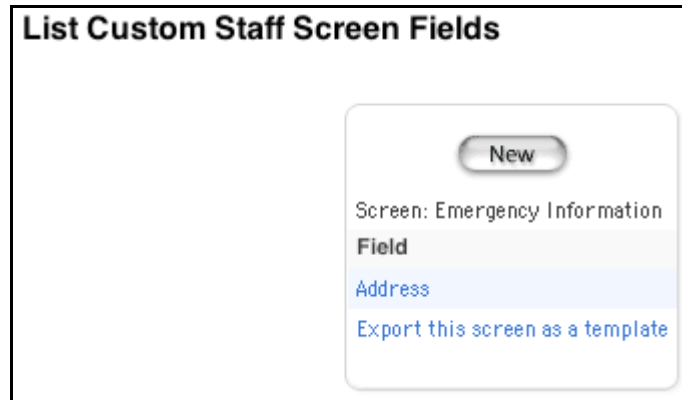 List Custom Staff Screen Fields
New
Screen: Emergency Information
Field
Address
Export this screen as a template